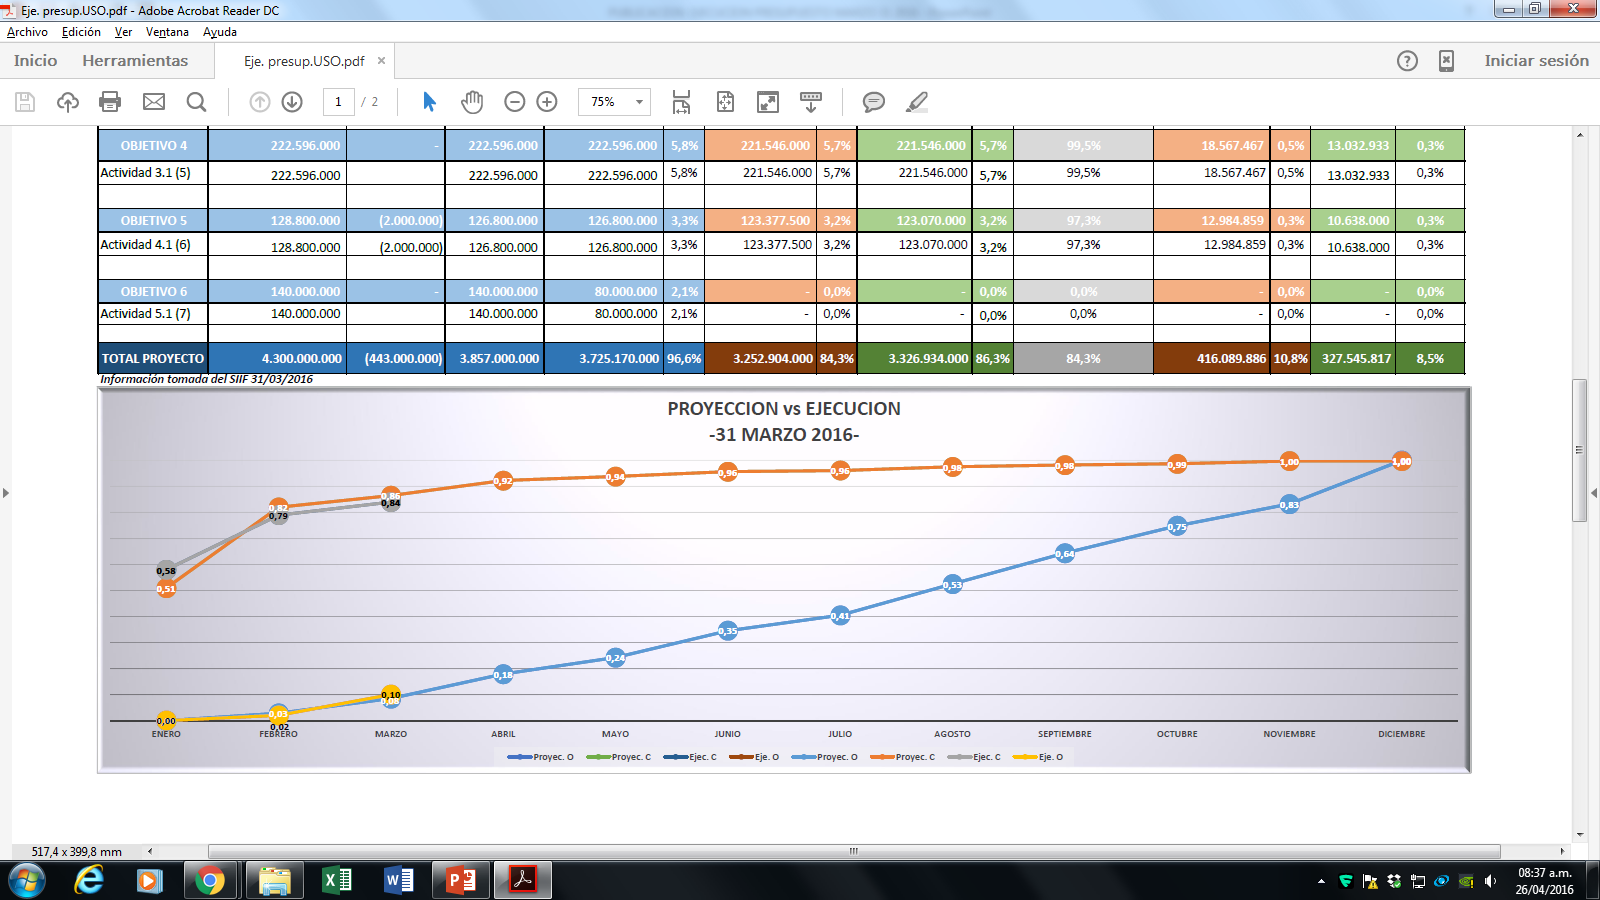 Eje. presup.USO.pdf - Adobe Acrobat Reader DC
Archivo Edición Ver Ventana Ayuda
Inicio Herramientas Eje. presup.USO.pdf × Iniciar sesión
1 / 2 75%
OBJETIVO 4 222.596.000 - 222.596.000 222.596.000 5,8% 221.546.000 5,7% 221.546.000 5,7% 99,5% 18.567.467 0,5% 13.032.933 0,3%
Actividad 3.1 (5) 222.596.000 222.596.000 222.596.000 5,8% 221.546.000 5,7% 221.546.000 5,7% 99,5% 18.567.467 0,5% 13.032.933 0,3%
OBJETIVO 5 128.800.000 (2.000.000) 126.800.000 126.800.000 3,3% 123.377.500 3,2% 123.070.000 3,2% 97,3% 12.984.859 0,3% 10.638.000 0,3%
Actividad 4.1 (6) 128.800.000 (2.000.000) 126.800.000 126.800.000 3,3% 123.377.500 3,2% 123.070.000 3,2% 97,3% 12.984.859 0,3% 10.638.000 0,3%
OBJETIVO 6 140.000.000 - 140.000.000 80.000.000 2,1% - 0,0% - 0,0% 0,0% - 0,0% - 0,0%
Actividad 5.1 (7) 140.000.000 140.000.000 80.000.000 2,1% - 0,0% - 0,0% 0,0% - 0,0% - 0,0%
TOTAL PROYECTO 4.300.000.000 (443.000.000) 3.857.000.000 3.725.170.000 96,6% 3.252.904.000 84,3% 3.326.934.000 86,3% 84,3% 416.089.886 10,8% 327.545.817 8,5%
Información tomada del SIIF 31/03/2016
PROYECCION vs EJECUCION
-31 MARZO 2016-
0,51 0,82 0,86 0,92 0,94 0,96 0,96 0,98 0,98 0,99 1,00 1,00
0,58 0,79 0,84
0,03 0,08 0,18 0,24 0,35 0,41 0,53 0,64 0,75 0,83
0,00 0,02 0,10
ENERO FEBRERO MARZO ABRIL MAYO JUNIO JULIO AGOSTO SEPTIEMBRE OCTUBRE NOVIEMBRE DICIEMBRE
Proyec. O Proyec. C Ejec. C Eje. O Proyec. O Proyec. C Ejec. C Eje. O
517,4 x 399,8 mm
08:37 a.m.
26/04/2016